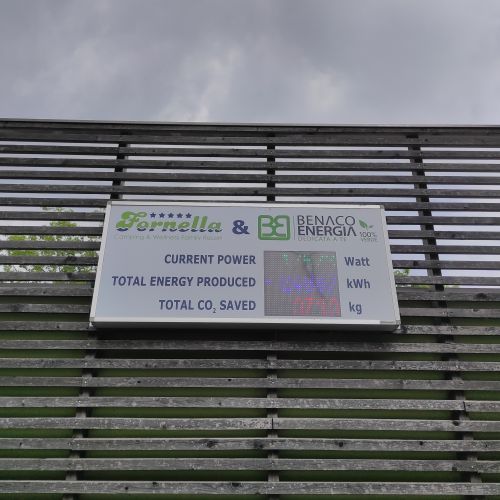 Fornella & BENACO
Camping & Wellness Family Resort ENERGIA 100%
DEDICATA A TE VERDE
CURRENT POWER Watt
TOTAL ENERGY PRODUCED kWh
TOTAL CO2 SAVED kg